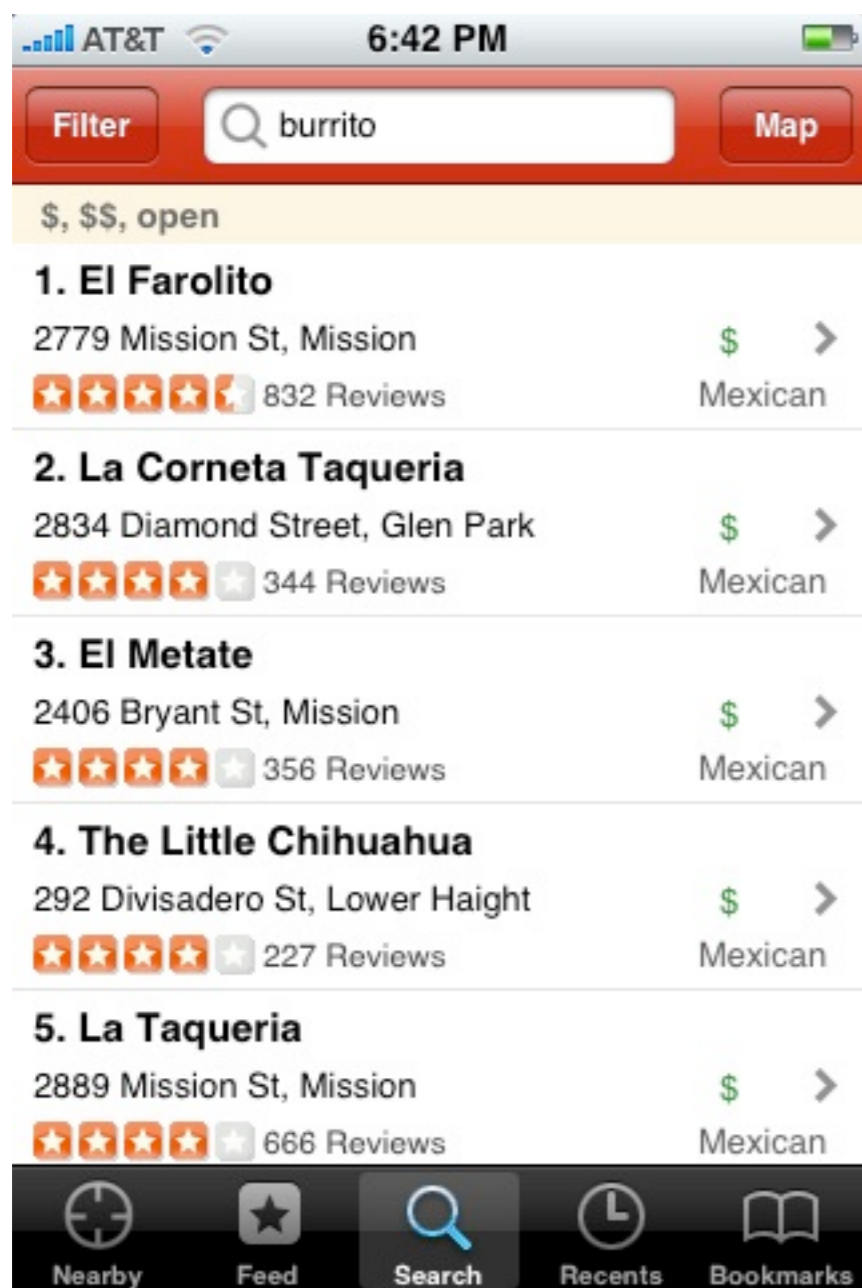 AT&T 6:42 PM
Filter burrito Map
$, $$, open
1. El Farolito
2779 Mission St, Mission $
832 Reviews Mexican
2. La Corneta Taqueria
2834 Diamond Street, Glen Park $
344 Reviews Mexican
3. El Metate
2406 Bryant St, Mission $
356 Reviews Mexican
4. The Little Chihuahua
292 Divisadero St, Lower Haight $
227 Reviews Mexican
5. La Taqueria
2889 Mission St, Mission $
666 Reviews Mexican
Nearby Feed Search Recents Bookmarks